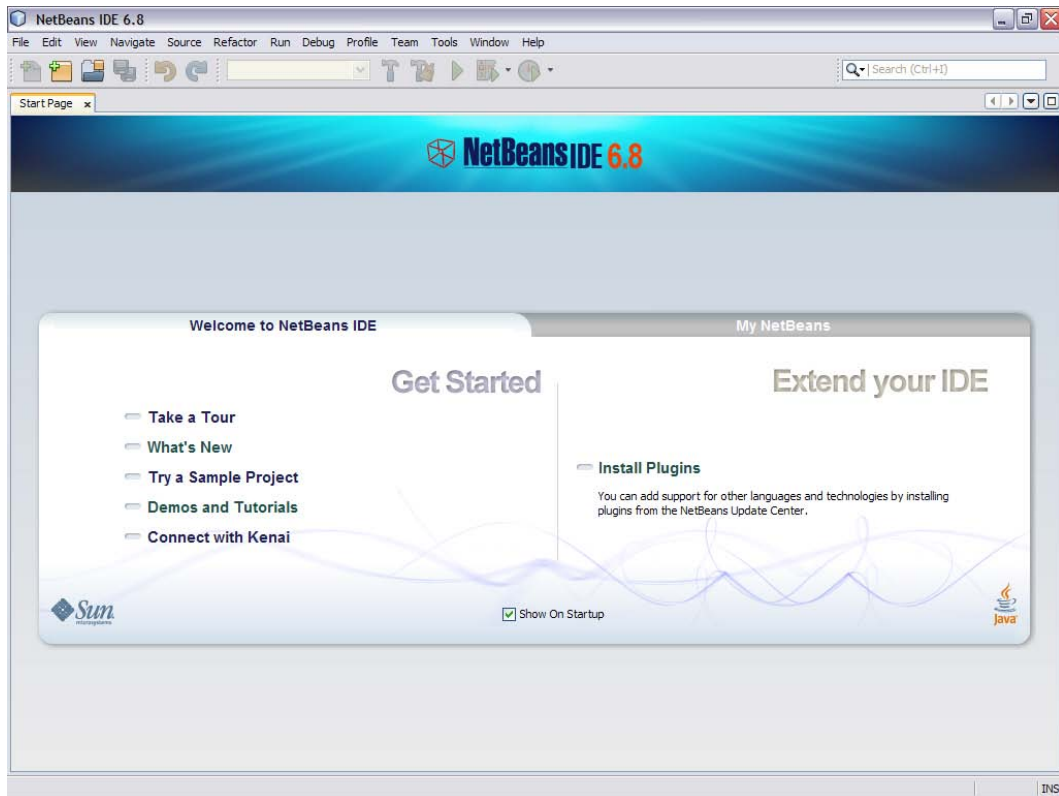 NetBeans IDE 6.8
File Edit View Navigate Source Refactor Run Debug Profile Team Tools Window Help
Search (Ctrl+I)
Start Page
NetBeans IDE 6.8
Welcome to NetBeans IDE
My NetBeans
Get Started
Extend your IDE
Take a Tour
What's New
Try a Sample Project
Demos and Tutorials
Connect with Kenai
Install Plugins
You can add support for other languages and technologies by installing
plugins from the NetBeans Update Center.
Sun
microsystems
Show On Startup
Java
INS